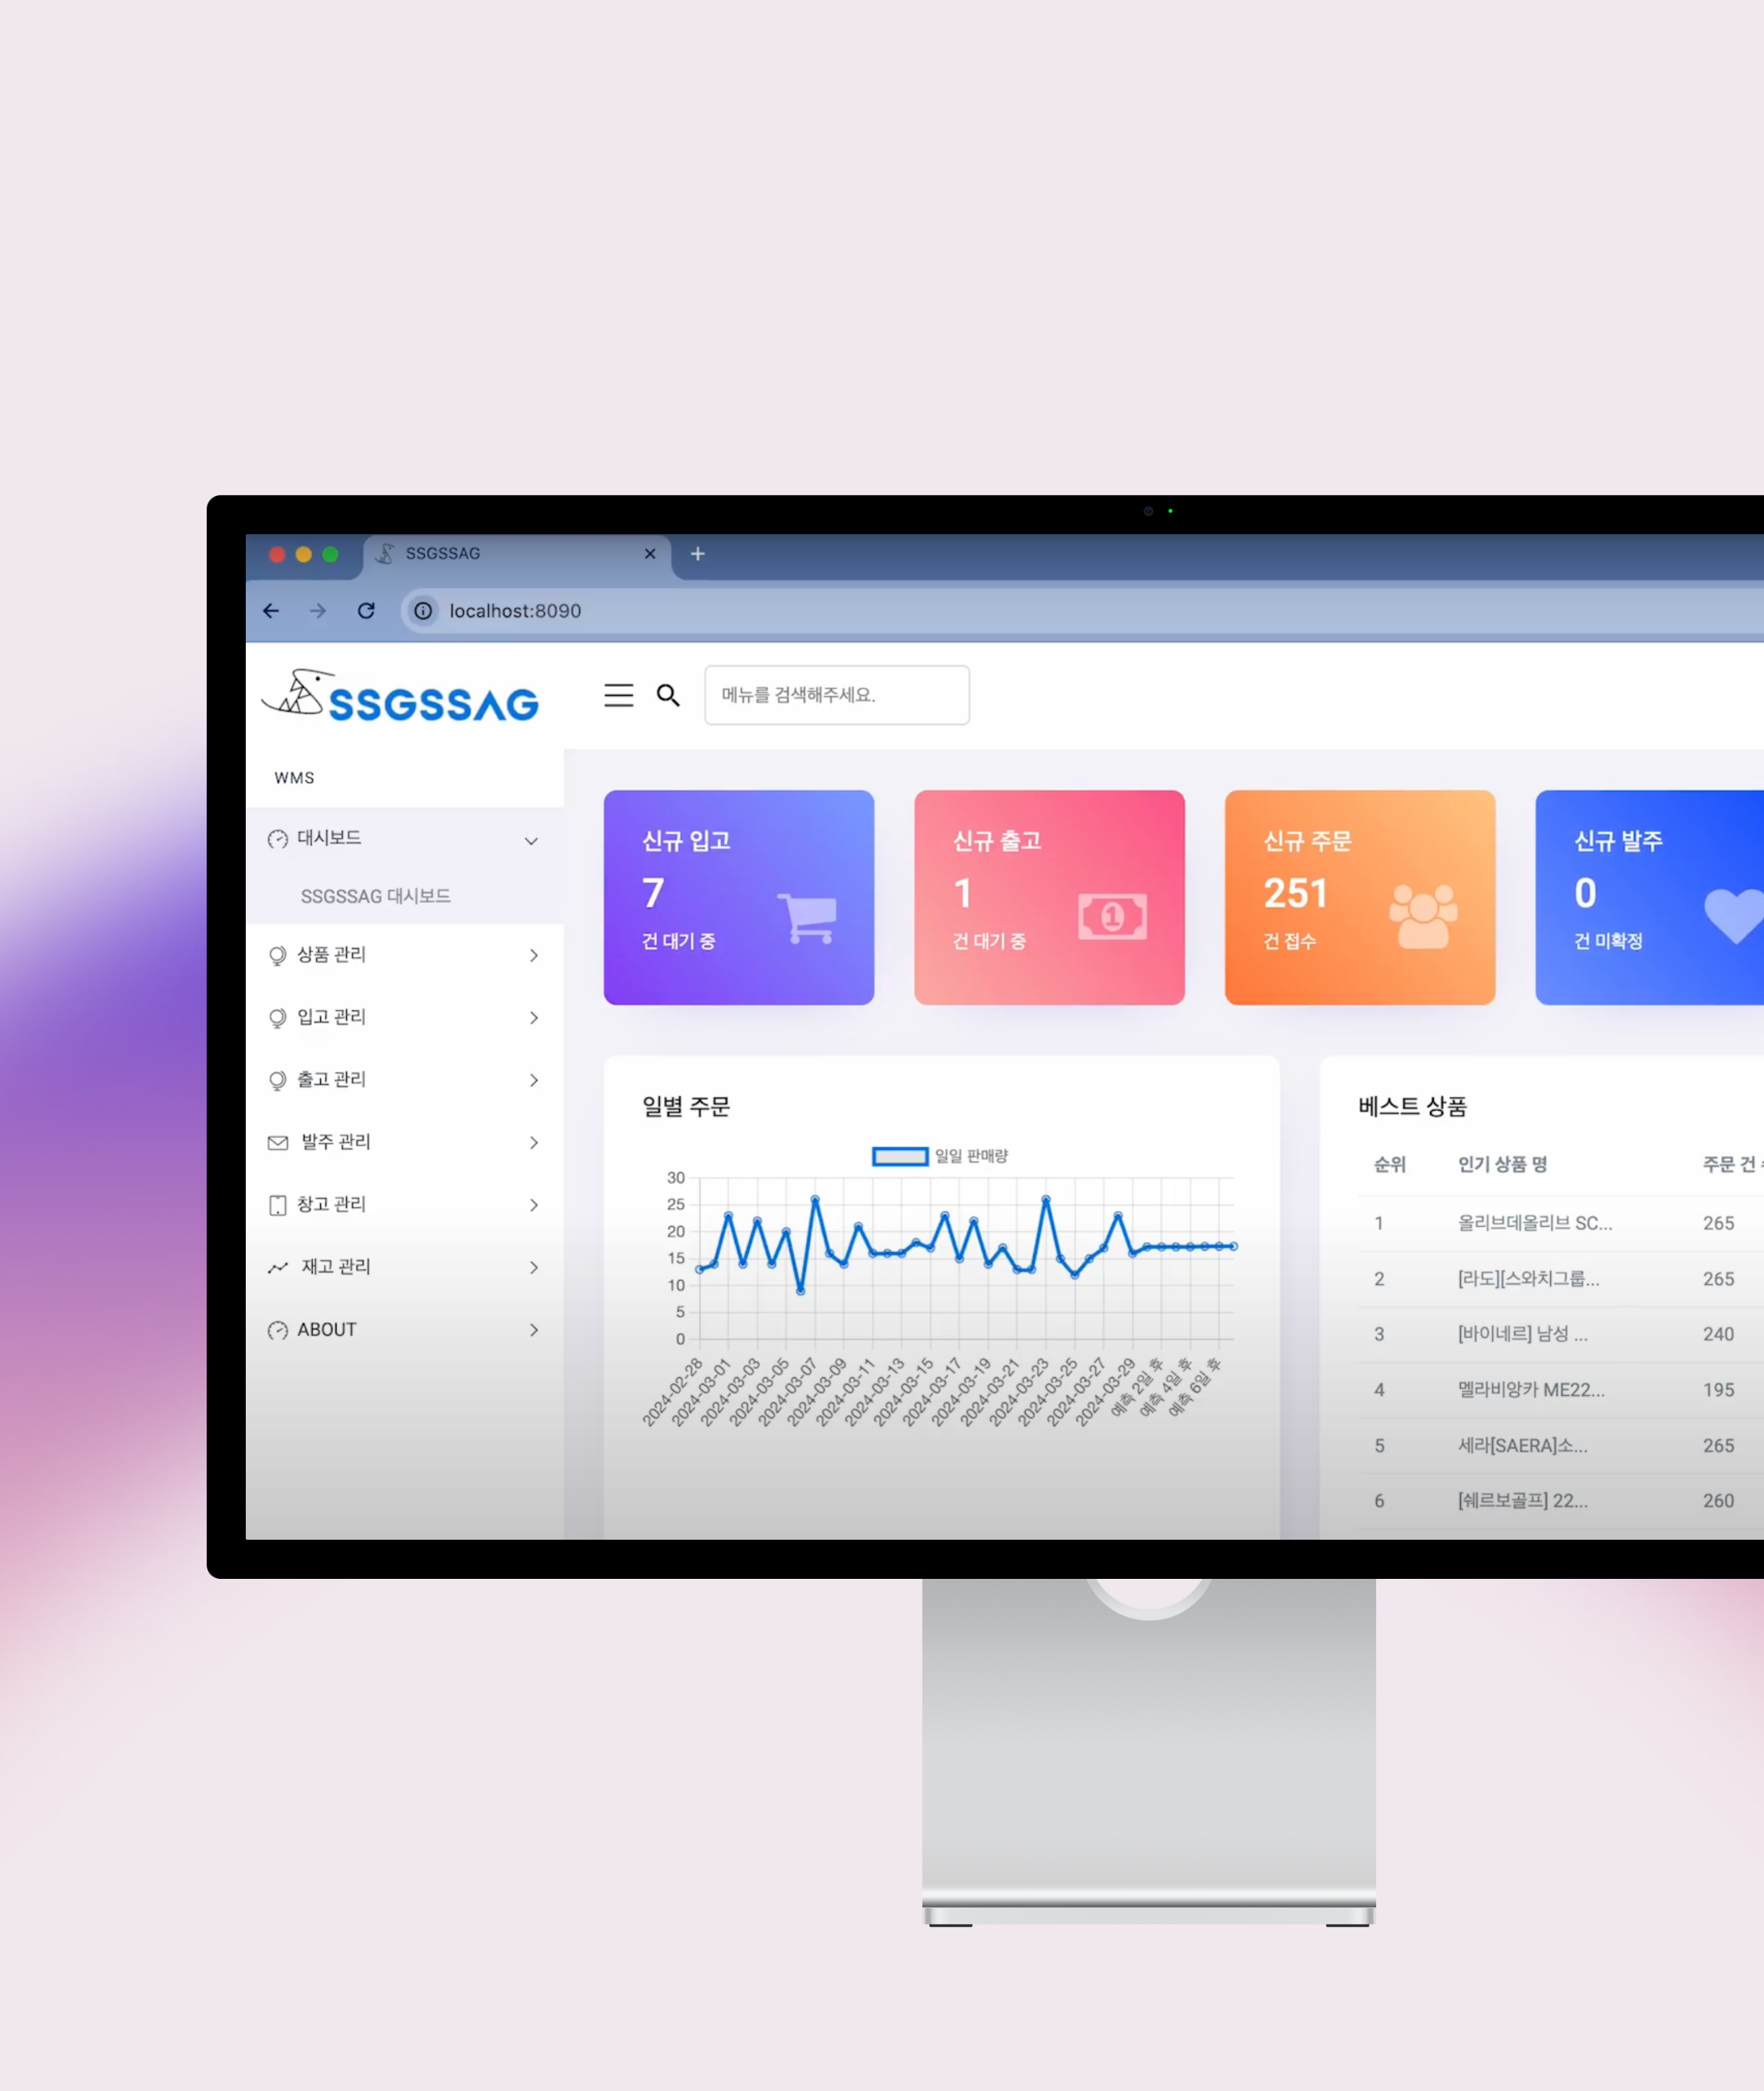 SSGSSAG
localhost:8090
SSGSSAG
메뉴를 검색해주세요.
WMS
대시보드
SSGSSAG 대시보드
상품 관리
입고 관리
출고 관리
발주 관리
창고 관리
재고 관리
ABOUT
신규 입고
7
건 대기 중
신규 출고
1
건 대기 중
1
신규 주문
251
건 접수
신규 발주
0
건 미확정
일별 주문
일일 판매량
30
25
20
15
10
5
0
2024-02-28
2024-03-01
2024-03-03
2024-03-05
2024-03-07
2024-03-09
2024-03-11
2024-03-13
2024-03-15
2024-03-17
2024-03-19
2024-03-21
2024-03-23
2024-03-25
2024-03-27
2024-03-29
예측 2일 후
예측 4일 후
예측 6일 후
베스트 상품
순위 인기 상품 명 주문 건
1 올리브데올리브 SC... 265
2 [라도][스와치그룹... 265
3 [바이네르] 남성 ... 240
4 멜라비앙카 ME22... 195
5 세라[SAERA]소... 265
6 [쉐르보골프] 22... 260